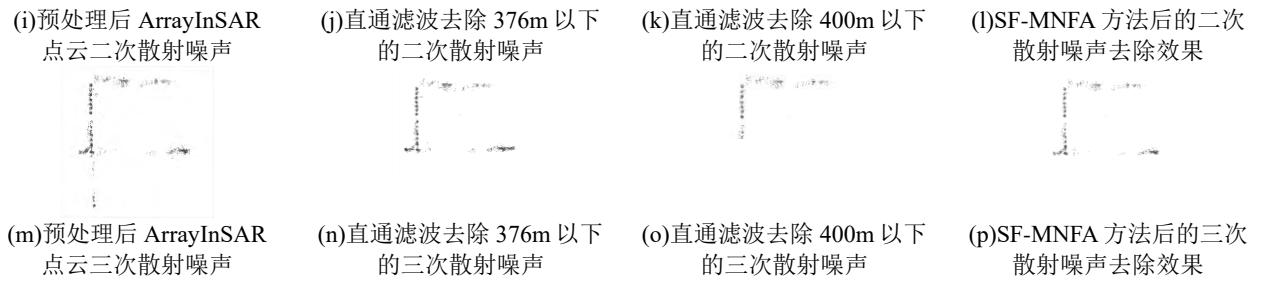 (i)预处理后 ArrayInSAR
点云二次散射噪声
(j)直通滤波去除 376m 以下
的二次散射噪声
(k)直通滤波去除 400m 以下
的二次散射噪声
(l)SF-MNFA 方法后的二次
散射噪声去除效果
(m)预处理后 ArrayInSAR
点云三次散射噪声
(n)直通滤波去除 376m 以下
的三次散射噪声
(o)直通滤波去除 400m 以下
的三次散射噪声
(p)SF-MNFA 方法后的三次
散射噪声去除效果